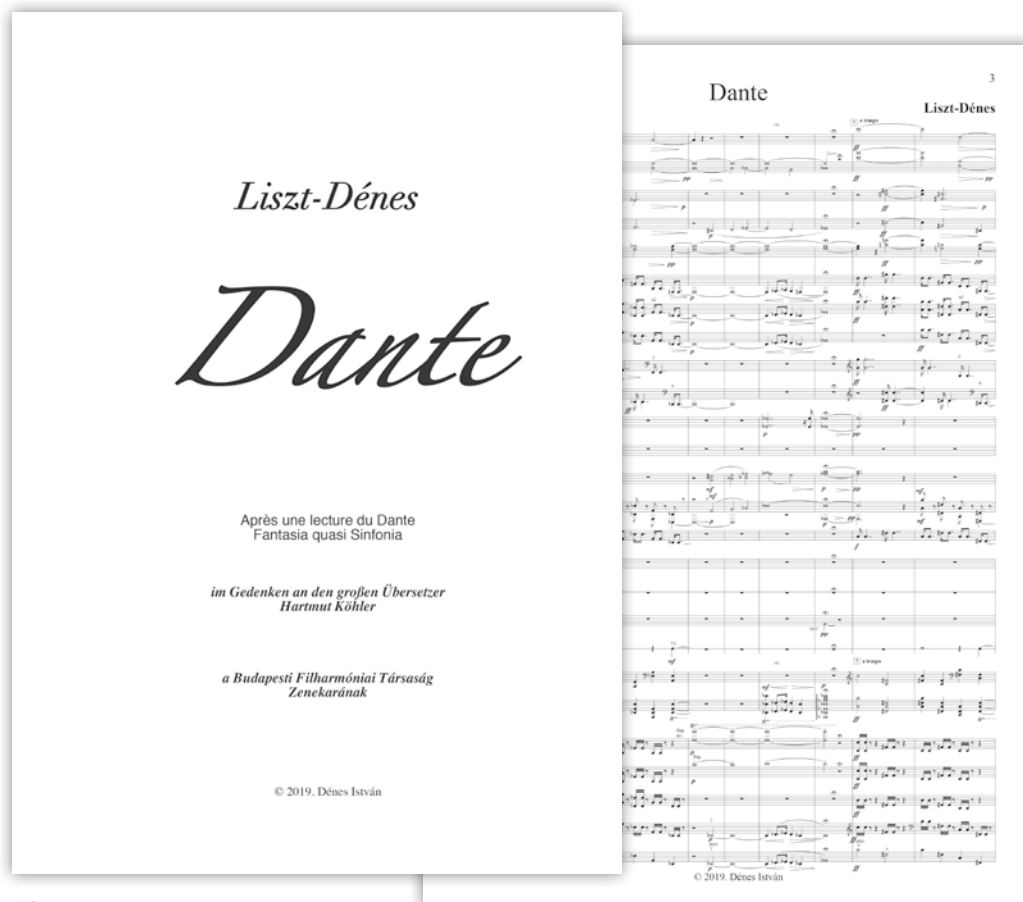 Liszt-Dénes
Dante
Après une lecture du Dante
Fantasia quasi Sinfonia
im Gedenken an den großen Übersetzer
Hartmut Köhler
a Budapesti Filharmóniai Társaság
Zenekarának
© 2019. Dénes István
3
Dante
Liszt-Dénes
a tempo
a tempo
© 2019. Dénes István